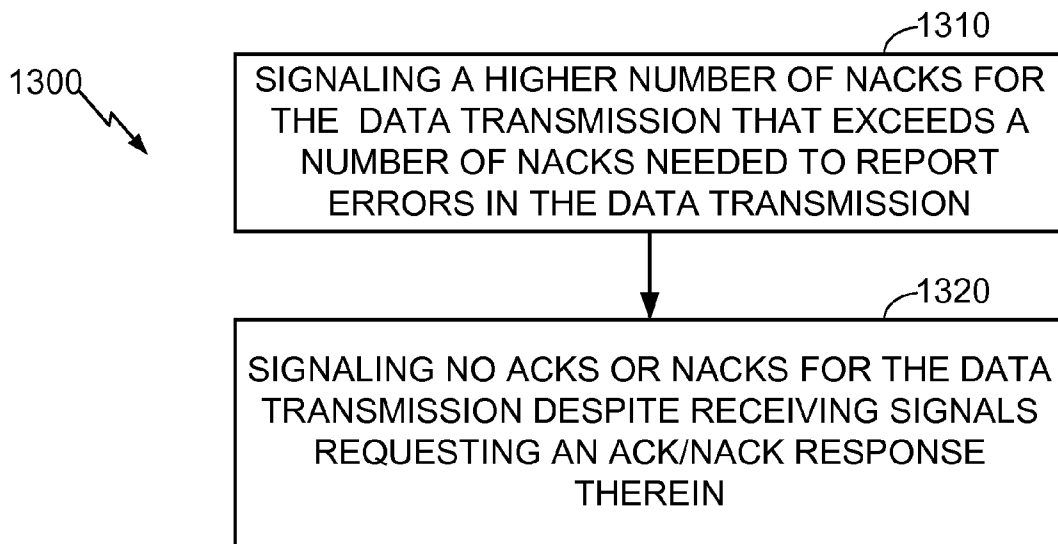 1310
1300
SIGNALING A HIGHER NUMBER OF NACKS FOR
THE DATA TRANSMISSION THAT EXCEEDS A
NUMBER OF NACKS NEEDED TO REPORT
ERRORS IN THE DATA TRANSMISSION
1320
SIGNALING NO ACKS OR NACKS FOR THE DATA
TRANSMISSION DESPITE RECEIVING SIGNALS
REQUESTING AN ACK/NACK RESPONSE
THEREIN